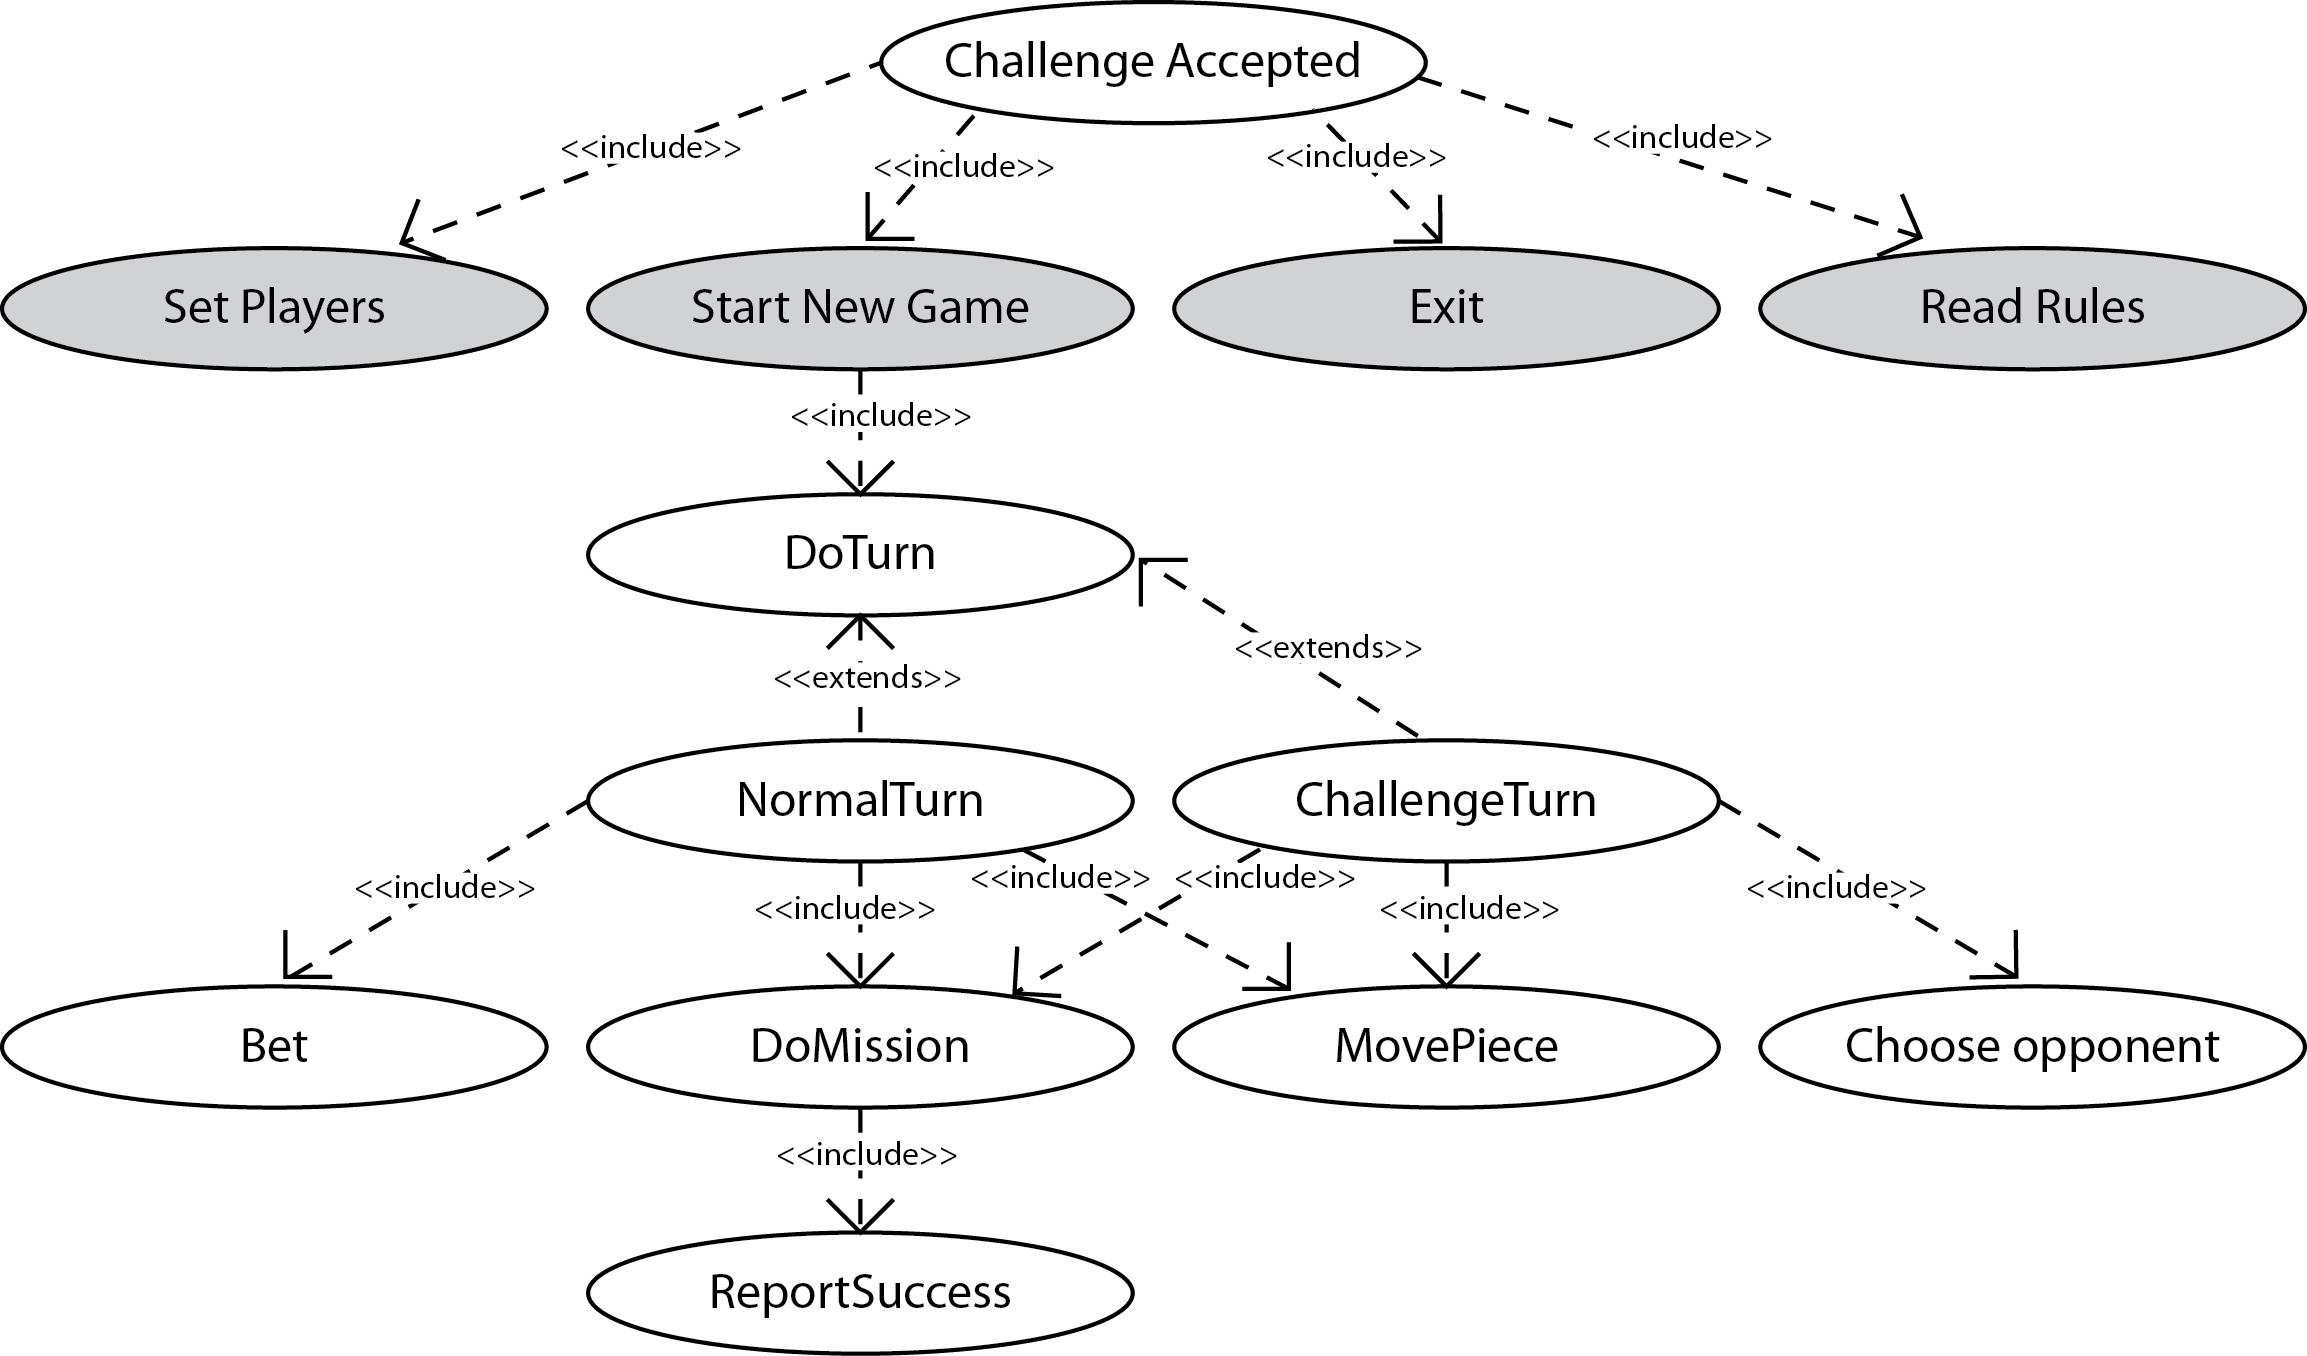 Challenge Accepted
<<include>>
<<include>>
<<include>>
<<include>>
Set Players
Start New Game
Exit
Read Rules
<<include>>
DoTurn
<<extends>>
<<extends>>
NormalTurn
ChallengeTurn
<<include>>
<<include>>
<<include>>
<<include>>
<<include>>
<<include>>
Bet
DoMission
MovePiece
Choose opponent
<<include>>
ReportSuccess